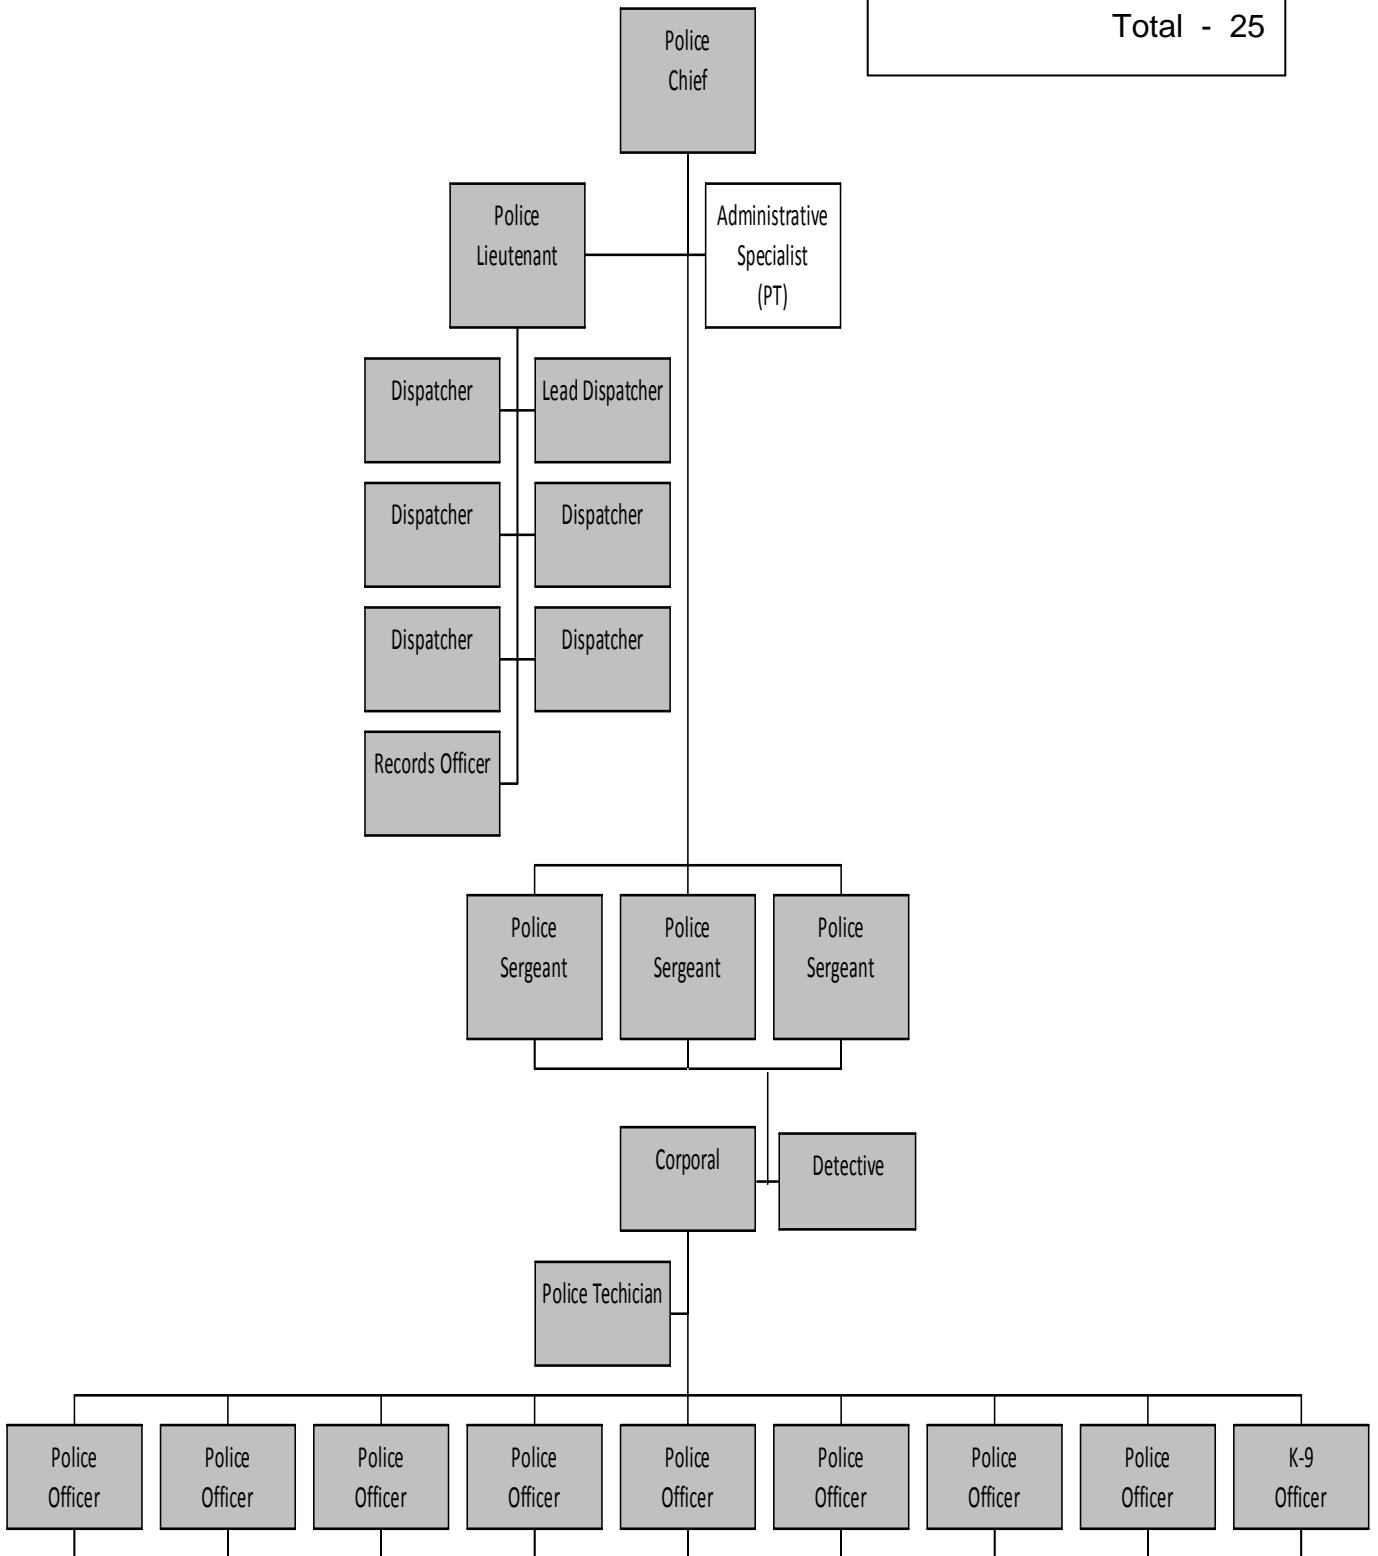 Total - 25
Police
Chief
Police
Lieutenant
Administrative
Specialist
(PT)
Dispatcher
Lead Dispatcher
Dispatcher
Dispatcher
Dispatcher
Dispatcher
Records Officer
Police
Sergeant
Police
Sergeant
Police
Sergeant
Corporal
Detective
Police Techician
Police
Officer
Police
Officer
Police
Officer
Police
Officer
Police
Officer
Police
Officer
Police
Officer
Police
Officer
K-9
Officer